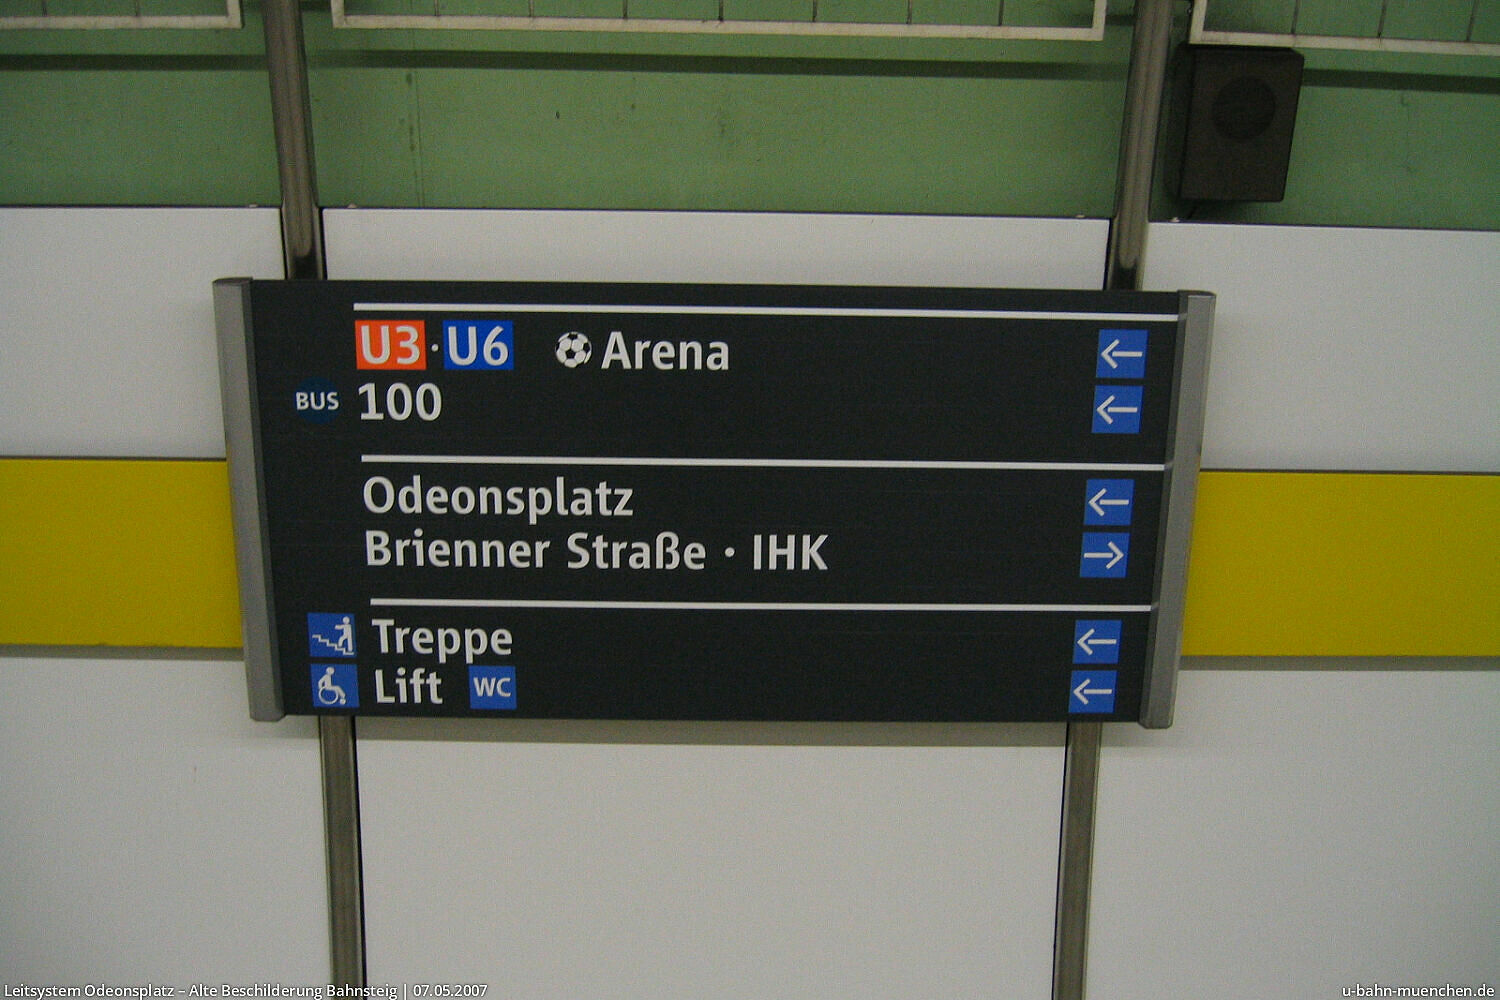 U3 · U6 Arena
BUS 100
Odeonsplatz
Brienner Straße · IHK
Treppe
Lift WC
Leitsystem Odeonsplatz – Alte Beschilderung Bahnsteig | 07.05.2007
u-bahn-muenchen.de